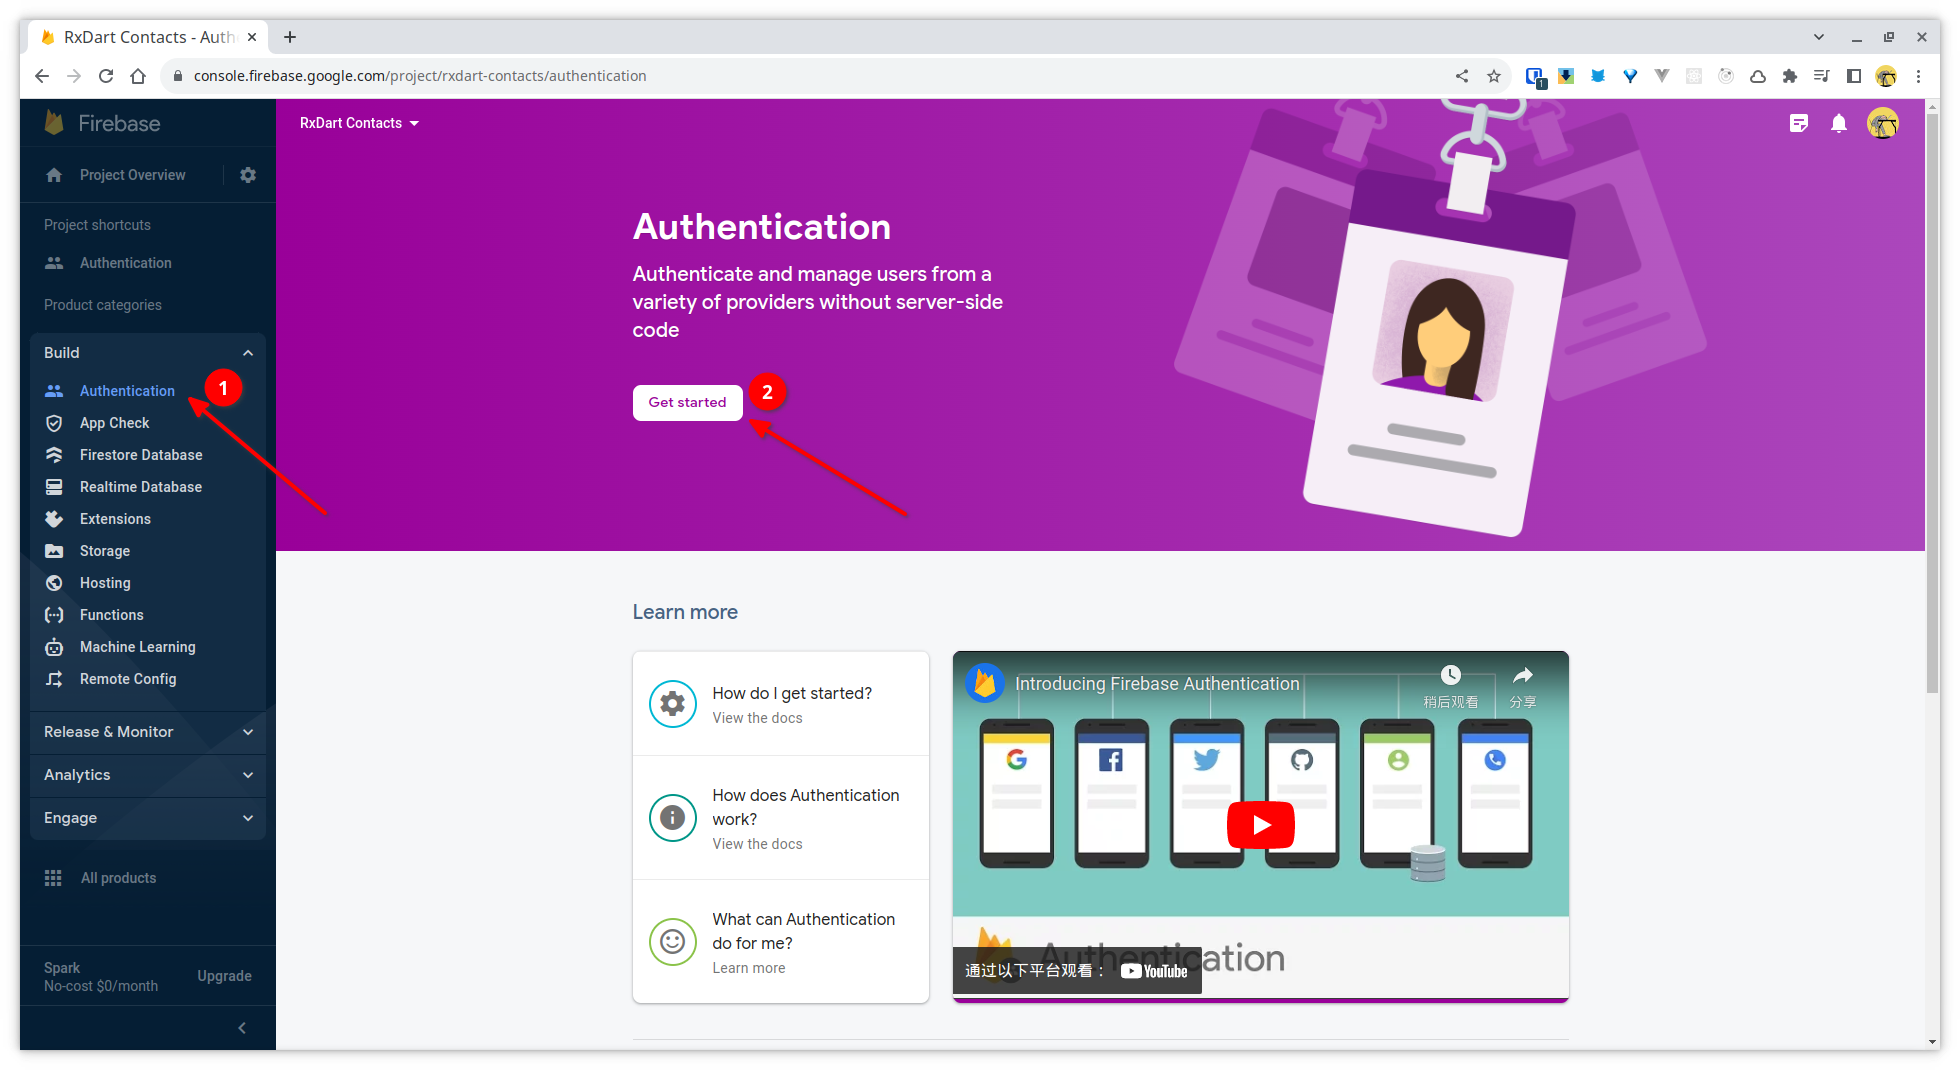 RxDart Contacts - Auth
console.firebase.google.com/project/rxdart-contacts/authentication
1
Firebase
RxDart Contacts
Project Overview
Project shortcuts
Authentication
Product categories
Build
Authentication
1
App Check
Firestore Database
Realtime Database
Extensions
Storage
Hosting
Functions
Machine Learning
Remote Config
Release & Monitor
Analytics
Engage
All products
Spark
No-cost $0/month
Upgrade
Authentication
Authenticate and manage users from a
variety of providers without server-side
code
Get started
2
Learn more
How do I get started?
View the docs
How does Authentication
work?
View the docs
What can Authentication
do for me?
Learn more
Introducing Firebase Authentication
稍后观看
分享
Authentication
通过以下平台观看：
YouTube